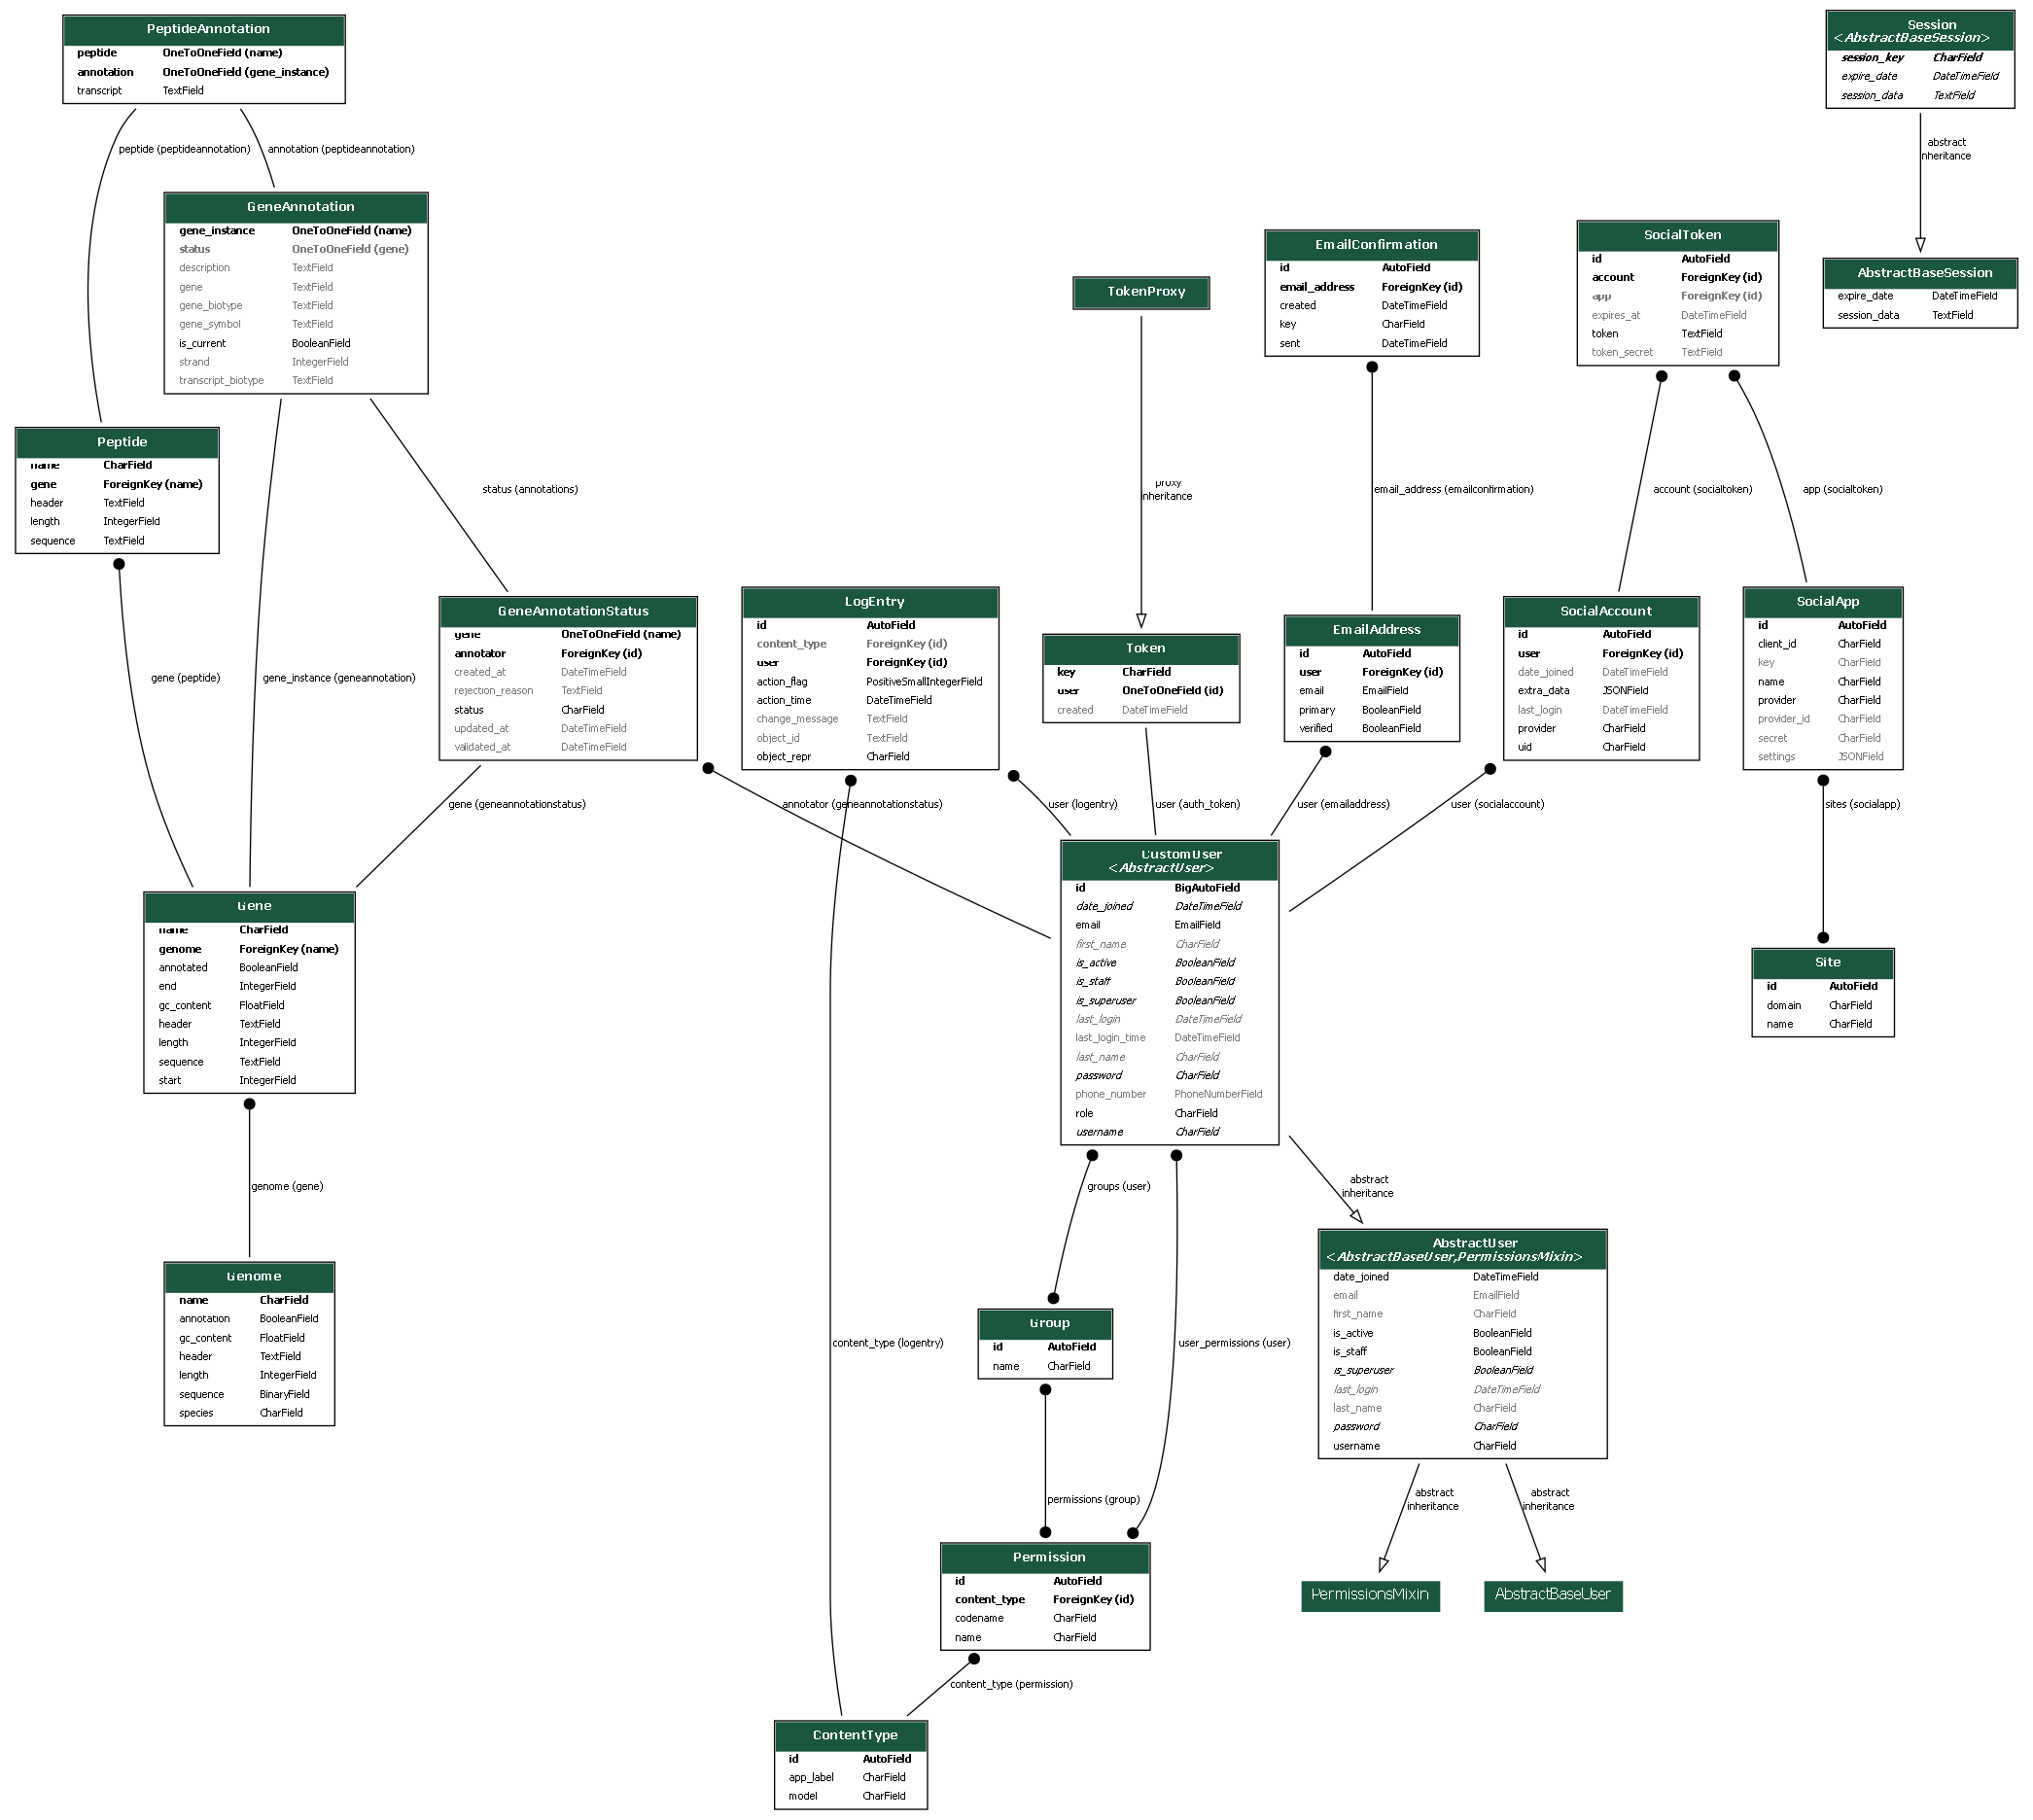 PeptideAnnotation
peptide OneToOneField (name)
annotation OneToOneField (gene_instance)
transcript TextField
Session
<AbstractBaseSession>
session_key CharField
expire_date DateTimeField
session_data TextField
peptide (peptideannotation)
annotation (peptideannotation)
abstract
inheritance
GeneAnnotation
gene_instance OneToOneField (name)
status OneToOneField (gene)
description TextField
gene TextField
gene_biotype TextField
gene_symbol TextField
is_current BooleanField
strand IntegerField
transcript_biotype TextField
TokenProxy
EmailConfirmation
id AutoField
email_address ForeignKey (id)
created DateTimeField
key CharField
sent DateTimeField
SocialToken
id AutoField
account ForeignKey (id)
app ForeignKey (id)
expires_at DateTimeField
token TextField
token_secret TextField
AbstractBaseSession
expire_date DateTimeField
session_data TextField
Peptide
name CharField
gene ForeignKey (name)
header TextField
length IntegerField
sequence TextField
status (annotations)
proxy
inheritance
email_address (emailconfirmation)
account (socialtoken)
app (socialtoken)
gene (peptide)
gene_instance (geneannotation)
GeneAnnotationStatus
gene OneToOneField (name)
annotator ForeignKey (id)
created_at DateTimeField
rejection_reason TextField
status CharField
updated_at DateTimeField
validated_at DateTimeField
LogEntry
id AutoField
content_type ForeignKey (id)
user ForeignKey (id)
action_flag PositiveSmallIntegerField
action_time DateTimeField
change_message TextField
object_id TextField
object_repr CharField
Token
key CharField
user OneToOneField (id)
created DateTimeField
EmailAddress
id AutoField
user ForeignKey (id)
email EmailField
primary BooleanField
verified BooleanField
SocialAccount
id AutoField
user ForeignKey (id)
date_joined DateTimeField
extra_data JSONField
last_login DateTimeField
provider CharField
uid CharField
SocialApp
id AutoField
client_id CharField
key CharField
name CharField
provider CharField
provider_id CharField
secret CharField
settings JSONField
gene (geneannotationstatus)
annotator (geneannotationstatus)
user (logentry)
user (auth_token)
user (emailaddress)
user (socialaccount)
sites (socialapp)
Gene
name CharField
genome ForeignKey (name)
annotated BooleanField
end IntegerField
gc_content FloatField
header TextField
length IntegerField
sequence TextField
start IntegerField
CustomUser
<AbstractUser>
id BigAutoField
date_joined DateTimeField
email EmailField
first_name CharField
is_active BooleanField
is_staff BooleanField
is_superuser BooleanField
last_login DateTimeField
last_login_time DateTimeField
last_name CharField
password CharField
phone_number PhoneNumberField
role CharField
username CharField
Site
id AutoField
domain CharField
name CharField
genome (gene)
groups (user)
abstract
inheritance
Genome
name CharField
annotation BooleanField
gc_content FloatField
header TextField
length IntegerField
sequence BinaryField
species CharField
content_type (logentry)
Group
id AutoField
name CharField
user_permissions (user)
AbstractUser
<AbstractBaseUser,PermissionsMixin>
date_joined DateTimeField
email EmailField
first_name CharField
is_active BooleanField
is_staff BooleanField
is_superuser BooleanField
last_login DateTimeField
last_name CharField
password CharField
username CharField
permissions (group)
abstract
inheritance
abstract
inheritance
Permission
id AutoField
content_type ForeignKey (id)
codename CharField
name CharField
PermissionsMixin
AbstractBaseUser
content_type (permission)
ContentType
id AutoField
app_label CharField
model CharField